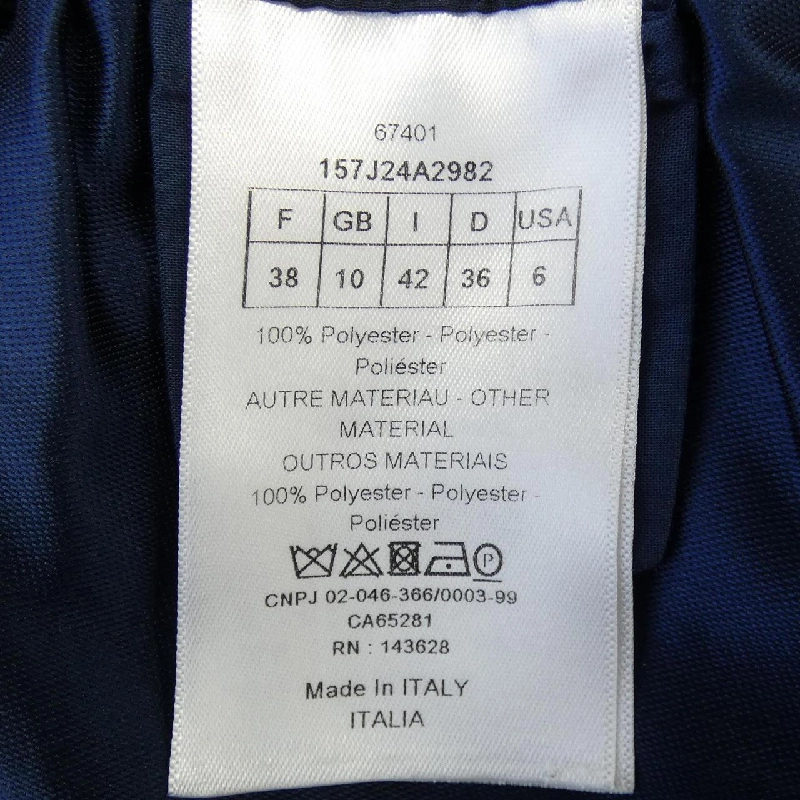 67401
157J24A2982
F GB I D USA
38 10 42 36 6
100% Polyester - Polyester -
Poliéster
AUTRE MATERIAU - OTHER
MATERIAL
OUTROS MATERIAIS
100% Polyester - Polyester -
Poliéster
P
CNPJ 02-046-366/0003-99
CA65281
RN : 143628
Made In ITALY
ITALIA